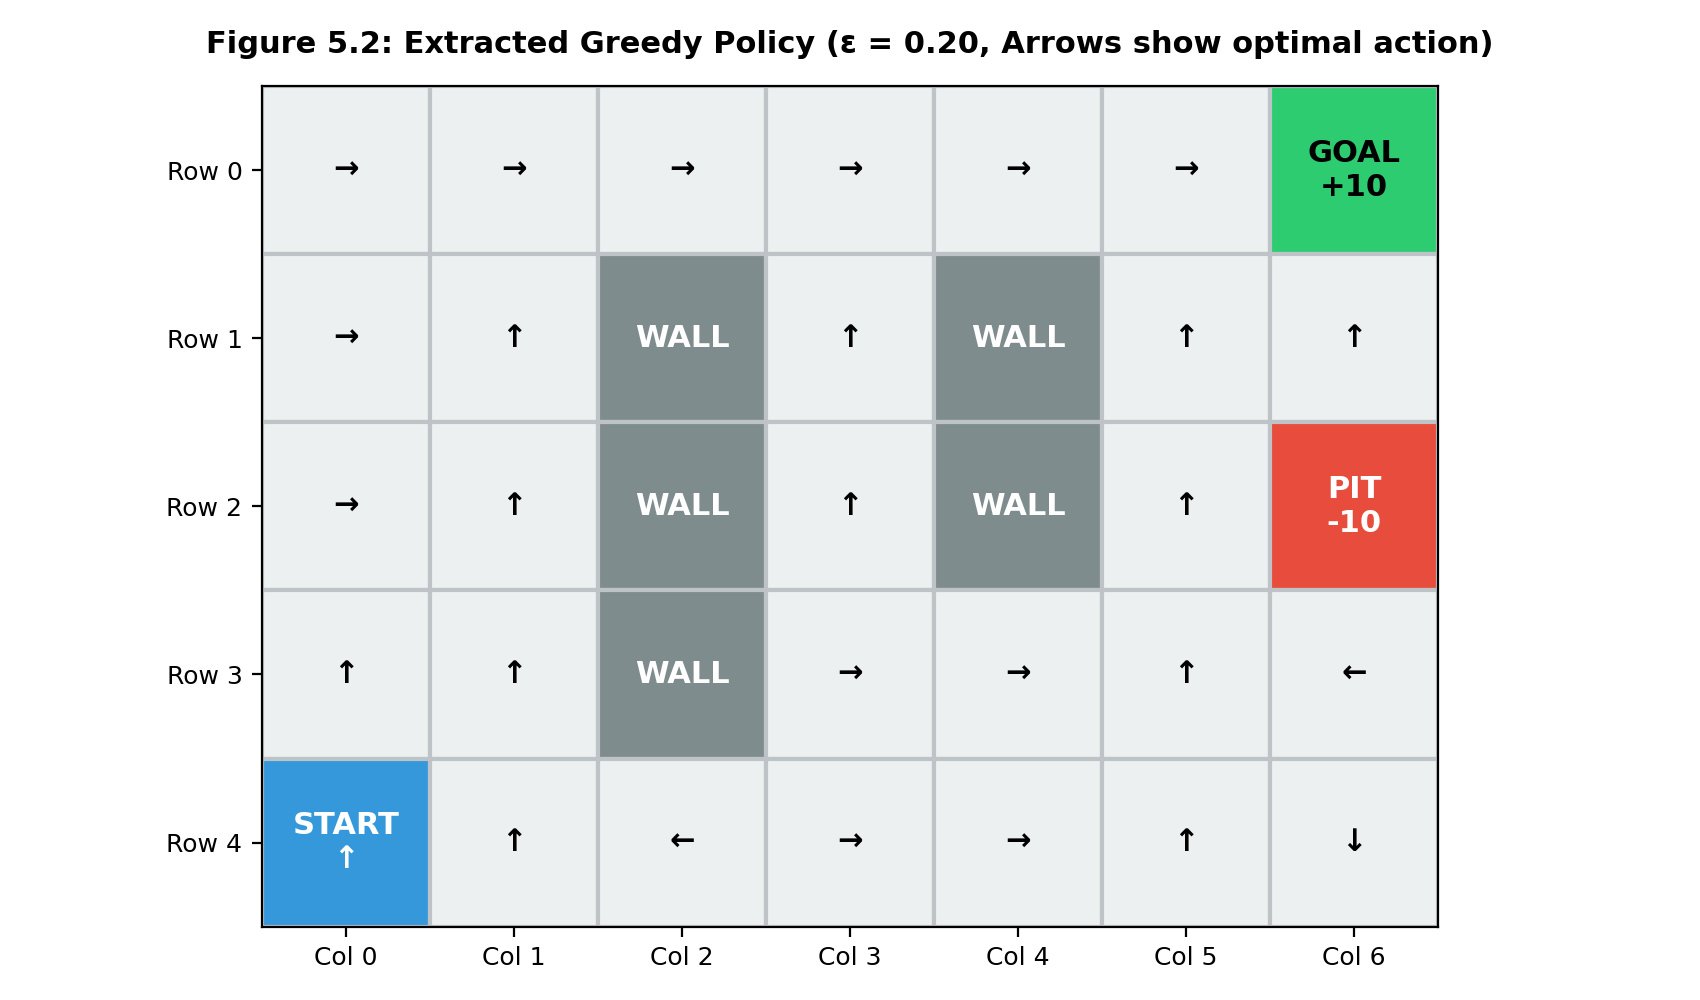 Figure 5.2: Extracted Greedy Policy (ε = 0.20, Arrows show optimal action)
Row 0 → → → → → → GOAL
+10
Row 1 → ↑ WALL ↑ WALL ↑ ↑
Row 2 → ↑ WALL ↑ WALL ↑ PIT
-10
Row 3 ↑ ↑ WALL → → ↑ ←
START
Row 4 ↑ ↑ ← → → ↑ ↓
Col 0 Col 1 Col 2 Col 3 Col 4 Col 5 Col 6